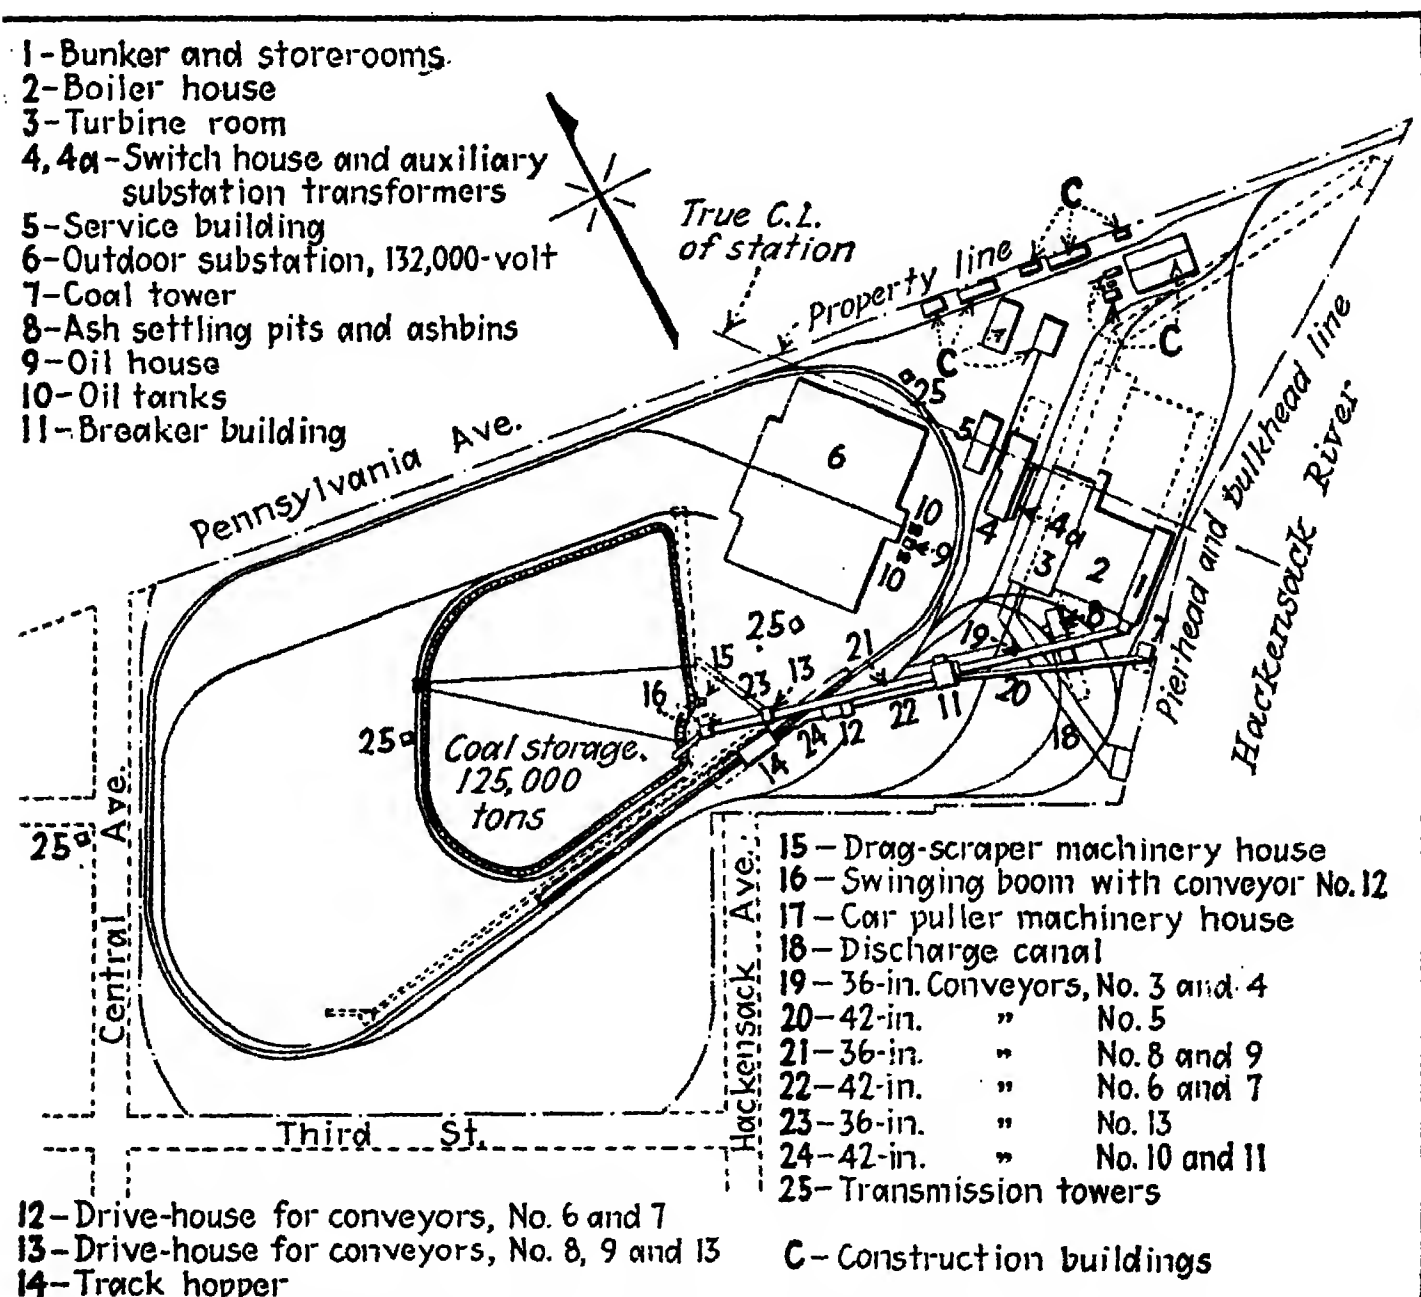 1-Bunker and storerooms.
2-Boiler house
3-Turbine room
4, 4a-Switch house and auxiliary
substation transformers
5-Service building
6-Outdoor substation, 132,000-volt
7-Coal tower
8-Ash settling pits and ashbins
9-Oil house
10-Oil tanks
11-Breaker building
True C.L.
of station
Property line
C
C
C
25
5
6
4
4a
10
9
10
3
2
1
8
Pennsylvania Ave.
Pierhead and bulkhead line
Hackensack River
25
19
21
15
13
23
16
11
20
22
12
24
18
14
25
Coal storage.
125,000
tons
25
Central Ave.
Hackensack Ave.
Third St.
15-Drag-scraper machinery house
16-Swinging boom with conveyor No. 12
17-Car puller machinery house
18-Discharge canal
19-36-in. Conveyors, No. 3 and 4
20-42-in. " No. 5
21-36-in. " No. 8 and 9
22-42-in. " No. 6 and 7
23-36-in. " No. 13
24-42-in. " No. 10 and 11
25-Transmission towers
12-Drive-house for conveyors, No. 6 and 7
13-Drive-house for conveyors, No. 8, 9 and 13
14-Track hopper
C-Construction buildings